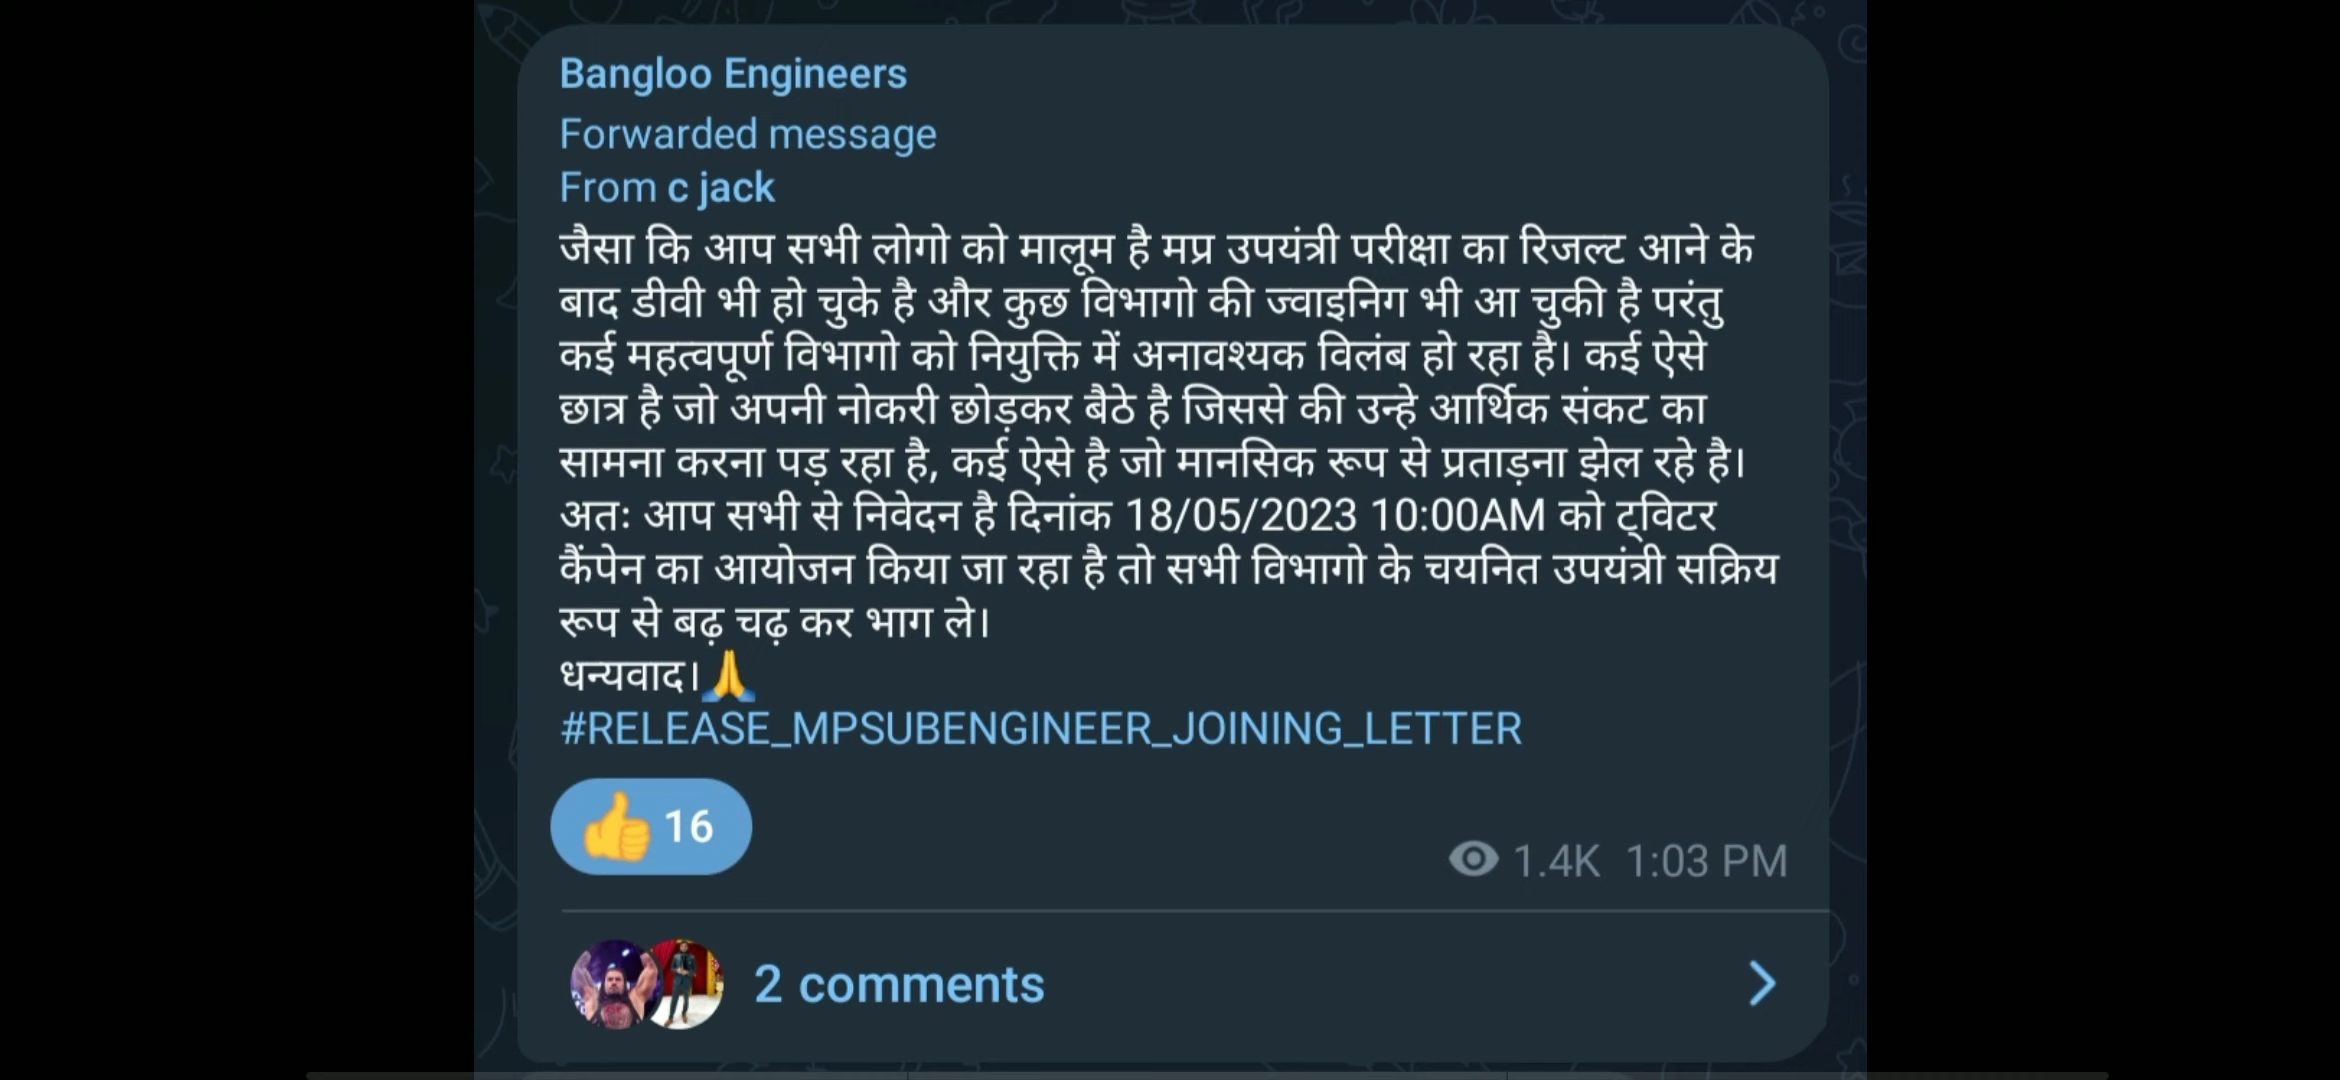 Bangloo Engineers
Forwarded message
From c jack
जैसा कि आप सभी लोगो को मालूम है मप्र उपयंत्री परीक्षा का रिजल्ट आने के
बाद डीवी भी हो चुके है और कुछ विभागो की ज्वाइनिग भी आ चुकी है परंतु
कई महत्वपूर्ण विभागो को नियुक्ति में अनावश्यक विलंब हो रहा है। कई ऐसे
छात्र है जो अपनी नोकरी छोड़कर बैठे है जिससे की उन्हे आर्थिक संकट का
सामना करना पड़ रहा है, कई ऐसे है जो मानसिक रूप से प्रताड़ना झेल रहे है।
अतः आप सभी से निवेदन है दिनांक 18/05/2023 10:00AM को ट्विटर
कैंपेन का आयोजन किया जा रहा है तो सभी विभागो के चयनित उपयंत्री सक्रिय
रूप से बढ़ चढ़ कर भाग ले।
धन्यवाद।🙏
#RELEASE_MPSUBENGINEER_JOINING_LETTER
👍 16
1.4K 1:03 PM
2 comments